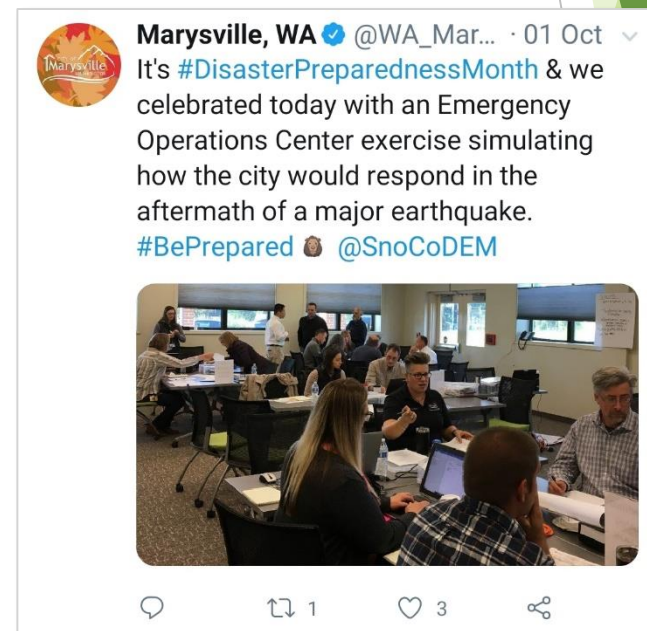 Marysville, WA @WA_Mar... · 01 Oct
Marysville
It's #DisasterPreparednessMonth & we
celebrated today with an Emergency
Operations Center exercise simulating
how the city would respond in the
aftermath of a major earthquake.
#BePrepared @SnoCoDEM
1 3